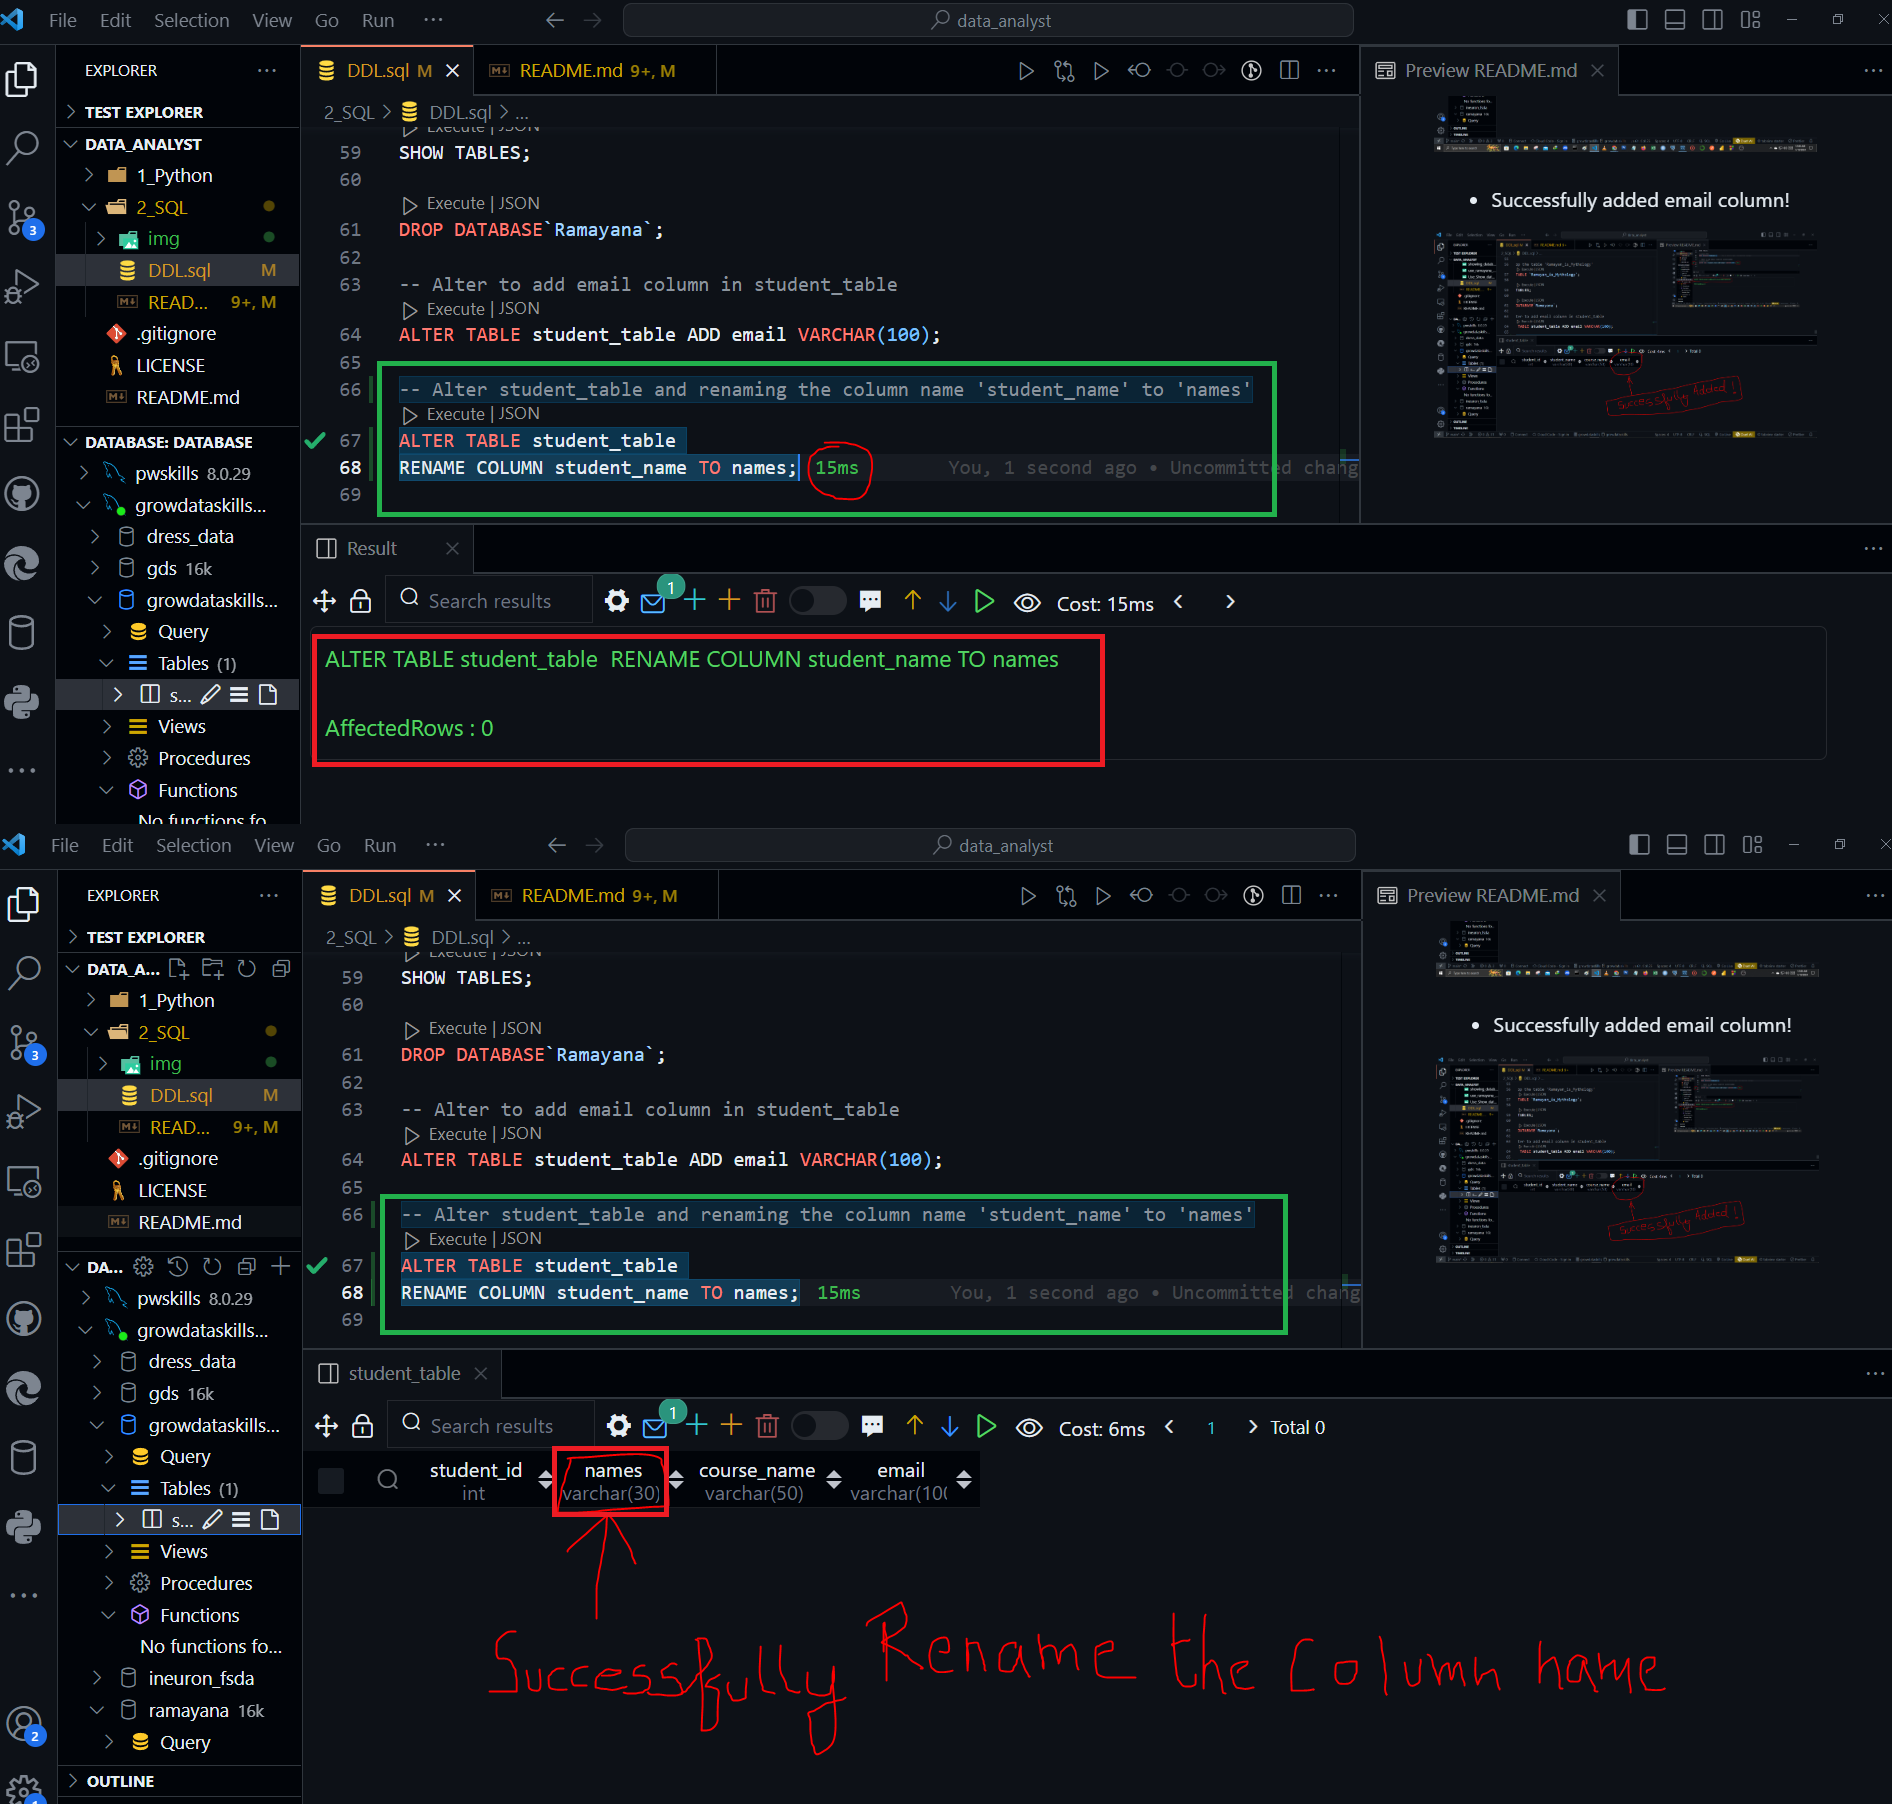 File Edit Selection View Go Run ···
data_analyst
EXPLORER ···
TEST EXPLORER
DATA_ANALYST
1_Python
2_SQL
img
DDL.sql M
READ... 9+, M
.gitignore
LICENSE
README.md
DATABASE: DATABASE
pwskills 8.0.29
growdataskills...
dress_data
gds 16k
growdataskills...
Query
Tables (1)
s...
Views
Procedures
Functions
No functions fo
3
DDL.sql M
README.md 9+, M
2_SQL > DDL.sql > ...
Execute | JSON
59 SHOW TABLES;
60
Execute | JSON
61 DROP DATABASE`Ramayana`;
62
63 -- Alter to add email column in student_table
Execute | JSON
64 ALTER TABLE student_table ADD email VARCHAR(100);
65
66 -- Alter student_table and renaming the column name 'student_name' to 'names'
Execute | JSON
67 ALTER TABLE student_table
68 RENAME COLUMN student_name TO names; 15ms You, 1 second ago • Uncommitted chang
69
Preview README.md
Successfully added email column!
Result
Search results
1
Cost: 15ms
ALTER TABLE student_table RENAME COLUMN student_name TO names
AffectedRows : 0
File Edit Selection View Go Run ···
data_analyst
EXPLORER ···
TEST EXPLORER
DATA_A...
1_Python
2_SQL
img
DDL.sql M
READ... 9+, M
.gitignore
LICENSE
README.md
DA...
pwskills 8.0.29
growdataskills...
dress_data
gds 16k
growdataskills...
Query
Tables (1)
s...
Views
Procedures
Functions
No functions fo...
ineuron_fsda
ramayana 16k
Query
OUTLINE
3
2
DDL.sql M
README.md 9+, M
2_SQL > DDL.sql > ...
Execute | JSON
59 SHOW TABLES;
60
Execute | JSON
61 DROP DATABASE`Ramayana`;
62
63 -- Alter to add email column in student_table
Execute | JSON
64 ALTER TABLE student_table ADD email VARCHAR(100);
65
66 -- Alter student_table and renaming the column name 'student_name' to 'names'
Execute | JSON
67 ALTER TABLE student_table
68 RENAME COLUMN student_name TO names; 15ms You, 1 second ago • Uncommitted chang
69
Preview README.md
Successfully added email column!
Successfully Added !
student_table
Search results
1
Cost: 6ms 1 Total 0
student_id names course_name email
int varchar(30) varchar(50) varchar(100
Successfully Rename the Column name